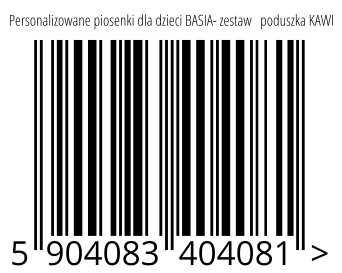 Personalizowane piosenki dla dzieci BASIA- zestaw   poduszka KAWI
5 904083 404081 >